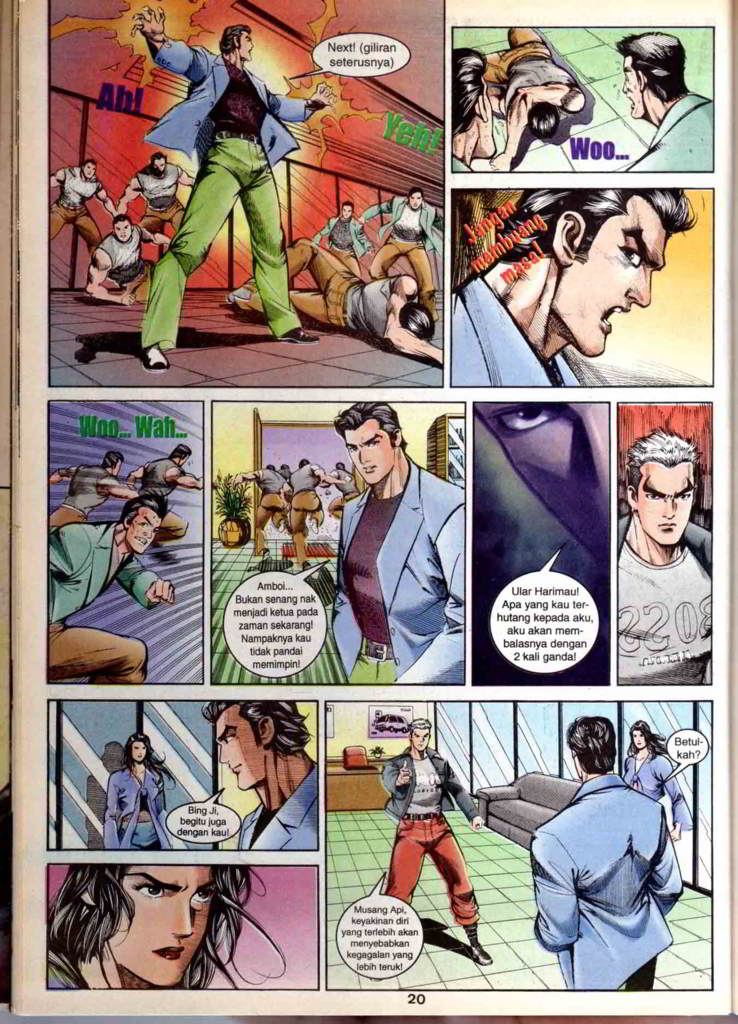 Next! (giliran
seterusnya)
Ah!
Yeh!
Woo...
Jangan
membuang
masa!
Woo... Wah...
Amboi...
Bukan senang nak
menjadi ketua pada
zaman sekarang!
Nampaknya kau
tidak pandai
memimpin!
Ular Harimau!
Apa yang kau ter-
hutang kepada aku,
aku akan mem-
balasnya dengan
2 kali ganda!
2208
Bing Ji,
begitu juga
dengan kau!
Betul-
kah?
Musang Api,
keyakinan diri
yang terlebih akan
menyebabkan
kegagalan yang
lebih teruk!
20